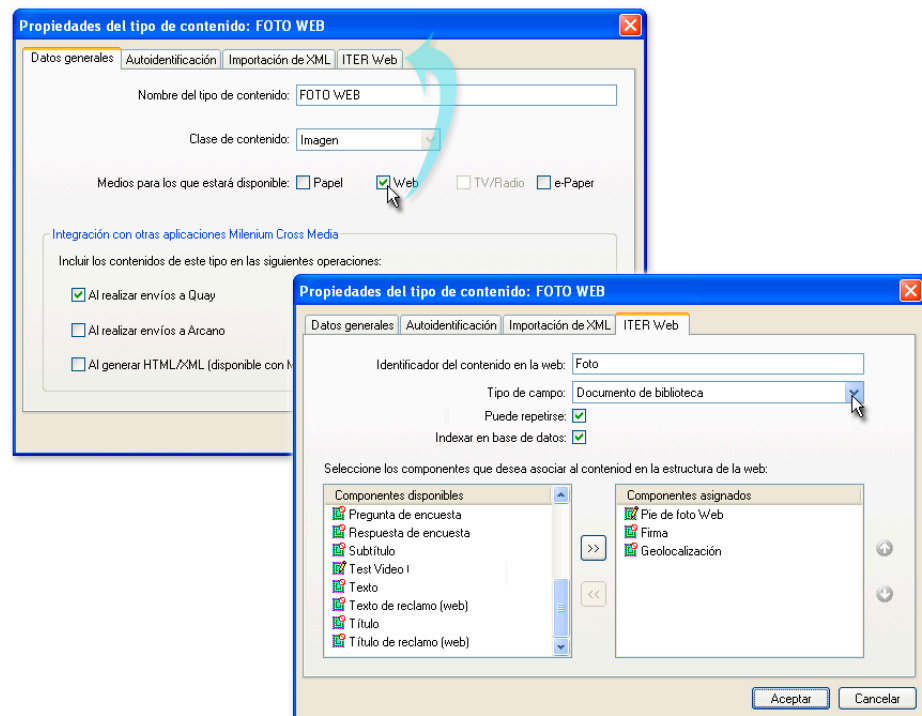 Propiedades del tipo de contenido: FOTO WEB
Datos generales Autoidentificación Importación de XML ITER Web
Nombre del tipo de contenido: FOTO WEB
Clase de contenido: Imagen
Medios para los que estará disponible: Papel Web TV/Radio e-Paper
Integración con otras aplicaciones Milenium Cross Media
Incluir los contenidos de este tipo en las siguientes operaciones:
Al realizar envíos a Quay
Al realizar envíos a Arcano
Al generar HTML/XML (disponible con
Propiedades del tipo de contenido: FOTO WEB
Datos generales Autoidentificación Importación de XML ITER Web
Identificador del contenido en la web: Foto
Tipo de campo: Documento de biblioteca
Puede repetirse:
Indexar en base de datos:
Seleccione los componentes que desea asociar al conteniod en la estructura de la web:
Componentes disponibles
Pregunta de encuesta
Respuesta de encuesta
Subtítulo
Test Video
Texto
Texto de reclamo (web)
Título
Título de reclamo (web)
>>
<<
Componentes asignados
Pie de foto Web
Firma
Geolocalización
Aceptar Cancelar